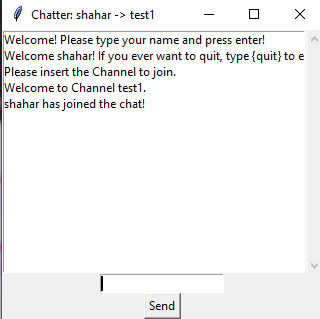 Chatter: shahar -> test1
Welcome! Please type your name and press enter!
Welcome shahar! If you ever want to quit, type {quit} to e
Please insert the Channel to join.
Welcome to Channel test1.
shahar has joined the chat!
Send